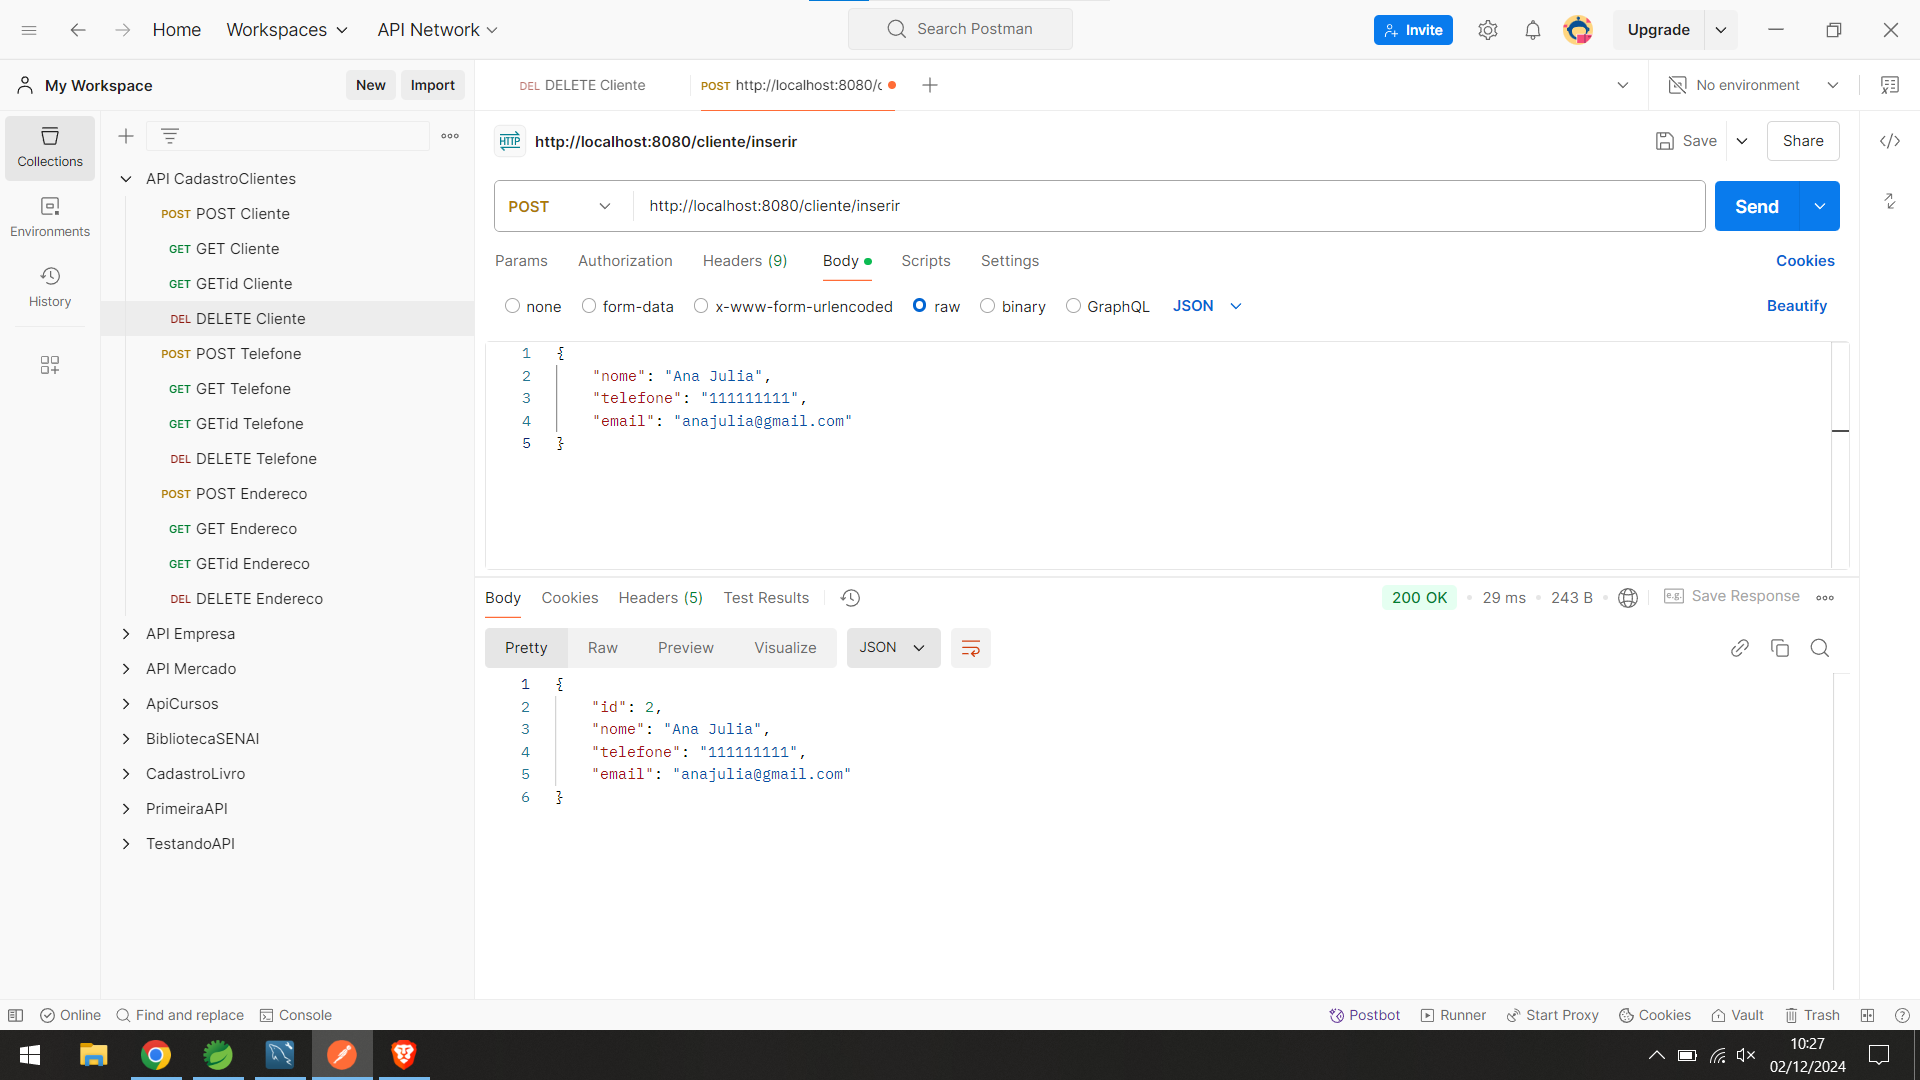 Home Workspaces API Network
Search Postman
Invite Upgrade
My Workspace New Import
DEL DELETE Cliente
POST http://localhost:8080/c
No environment
Collections
Environments
History
API CadastroClientes
POST POST Cliente
GET GET Cliente
GET GETid Cliente
DEL DELETE Cliente
POST POST Telefone
GET GET Telefone
GET GETid Telefone
DEL DELETE Telefone
POST POST Endereco
GET GET Endereco
GET GETid Endereco
DEL DELETE Endereco
API Empresa
API Mercado
ApiCursos
BibliotecaSENAI
CadastroLivro
PrimeiraAPI
TestandoAPI
HTTP http://localhost:8080/cliente/inserir
Save Share
POST http://localhost:8080/cliente/inserir Send
Params Authorization Headers (9) Body Scripts Settings Cookies
none form-data x-www-form-urlencoded raw binary GraphQL JSON Beautify
1 {
2 "nome": "Ana Julia",
3 "telefone": "111111111",
4 "email": "anajulia@gmail.com"
5 }
Body Cookies Headers (5) Test Results 200 OK 29 ms 243 B e.g. Save Response
Pretty Raw Preview Visualize JSON
1 {
2 "id": 2,
3 "nome": "Ana Julia",
4 "telefone": "111111111",
5 "email": "anajulia@gmail.com"
6 }
Online Find and replace Console Postbot Runner Start Proxy Cookies Vault Trash
10:27
02/12/2024